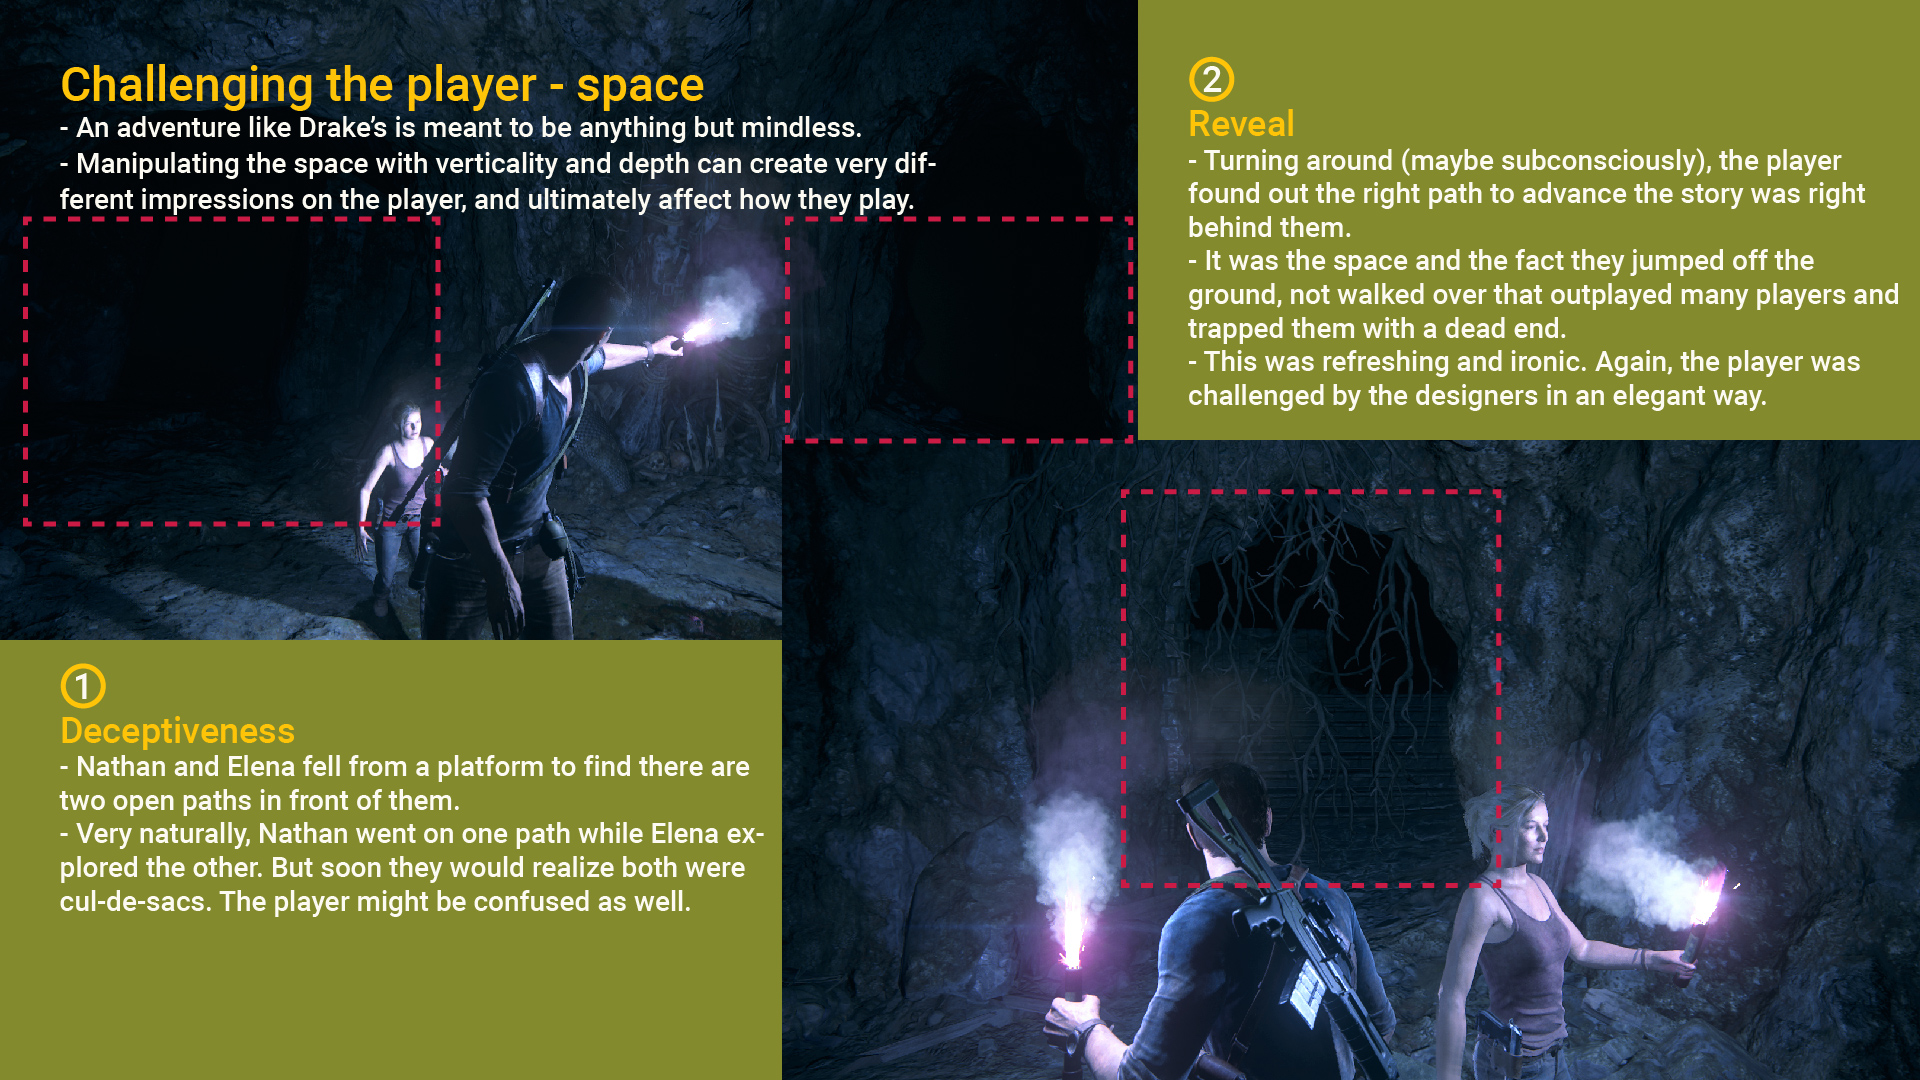 Challenging the player - space
- An adventure like Drake’s is meant to be anything but mindless.
- Manipulating the space with verticality and depth can create very dif-
ferent impressions on the player, and ultimately affect how they play.
1
Deceptiveness
- Nathan and Elena fell from a platform to find there are
two open paths in front of them.
- Very naturally, Nathan went on one path while Elena ex-
plored the other. But soon they would realize both were
cul-de-sacs. The player might be confused as well.
2
Reveal
- Turning around (maybe subconsciously), the player
found out the right path to advance the story was right
behind them.
- It was the space and the fact they jumped off the
ground, not walked over that outplayed many players and
trapped them with a dead end.
- This was refreshing and ironic. Again, the player was
challenged by the designers in an elegant way.